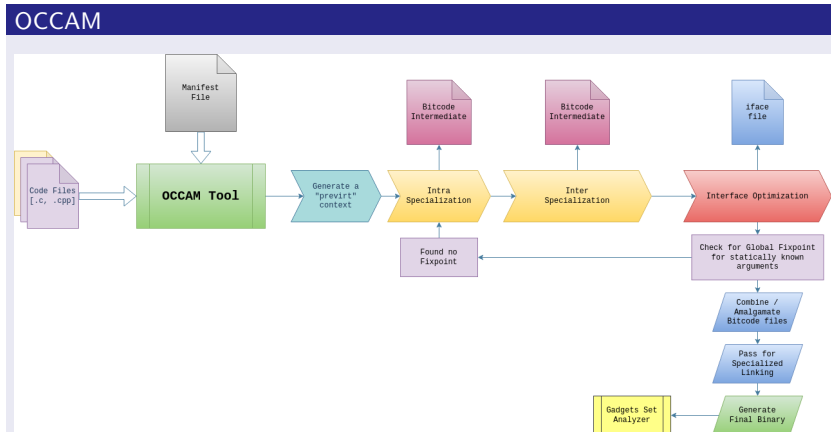 OCCAM
Manifest
File
Bitcode
Intermediate
Bitcode
Intermediate
iface
file
Code Files
[.c, .cpp]
OCCAM Tool
Generate a
"previrt"
context
Intra
Specialization
Inter
Specialization
Interface Optimization
Found no
Fixpoint
Check for Global Fixpoint
for statically known
arguments
Combine /
Amalgamate
Bitcode files
Pass for
Specialized
Linking
Gadgets Set
Analyzer
Generate
Final Binary